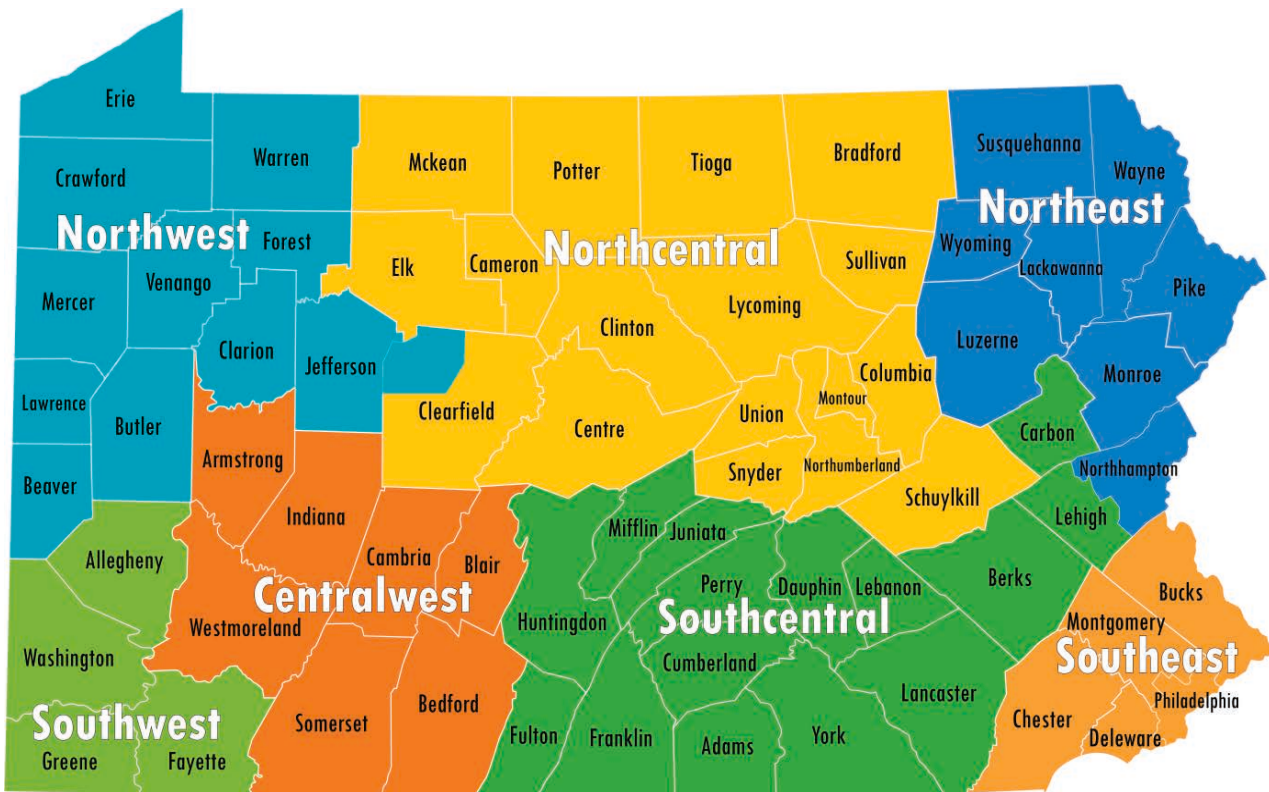 Erie
Warren
Mckean
Potter
Tioga
Bradford
Susquehanna
Wayne
Crawford
Northwest
Forest
Northcentral
Northeast
Elk
Cameron
Sullivan
Wyoming
Lackawanna
Pike
Mercer
Venango
Lycoming
Clinton
Clarion
Jefferson
Luzerne
Columbia
Monroe
Lawrence
Butler
Clearfield
Centre
Union
Montour
Carbon
Beaver
Armstrong
Snyder
Northumberland
Schuylkill
Northhampton
Indiana
Mifflin
Juniata
Lehigh
Allegheny
Cambria
Blair
Perry
Dauphin
Lebanon
Berks
Bucks
Centralwest
Westmoreland
Huntingdon
Southcentral
Montgomery
Washington
Cumberland
Southeast
Lancaster
Philadelphia
Southwest
Somerset
Bedford
Chester
Greene
Fayette
Fulton
Franklin
Adams
York
Deleware